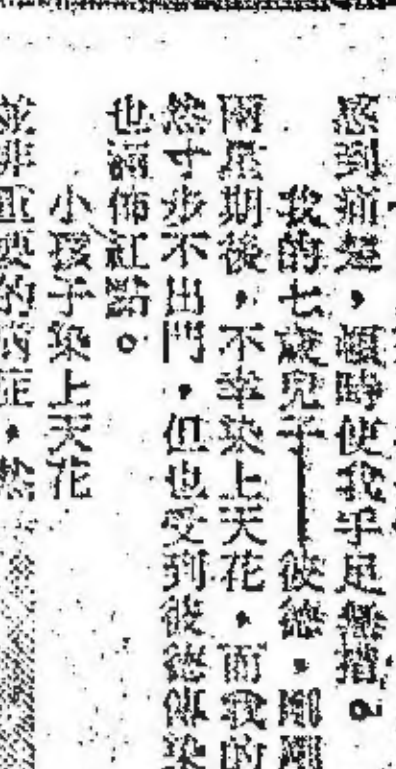 感到痛楚，頓時使我手足無措。
我的七歲兒子——彼德，剛剛
兩星期後，不幸染上天花，而我的
然寸步不出門，但也受到彼德傳染
也滿佈紅點。
小孩子染上天花
並非重要的病症，然